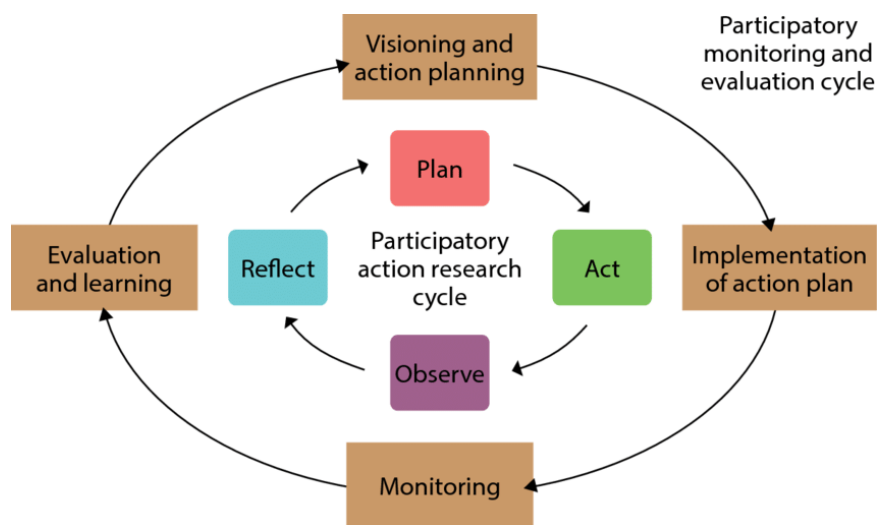 Visioning and
action planning
Participatory
monitoring and
evaluation cycle
Plan
Evaluation
and learning
Reflect
Participatory
action research
cycle
Act
Implementation
of action plan
Observe
Monitoring